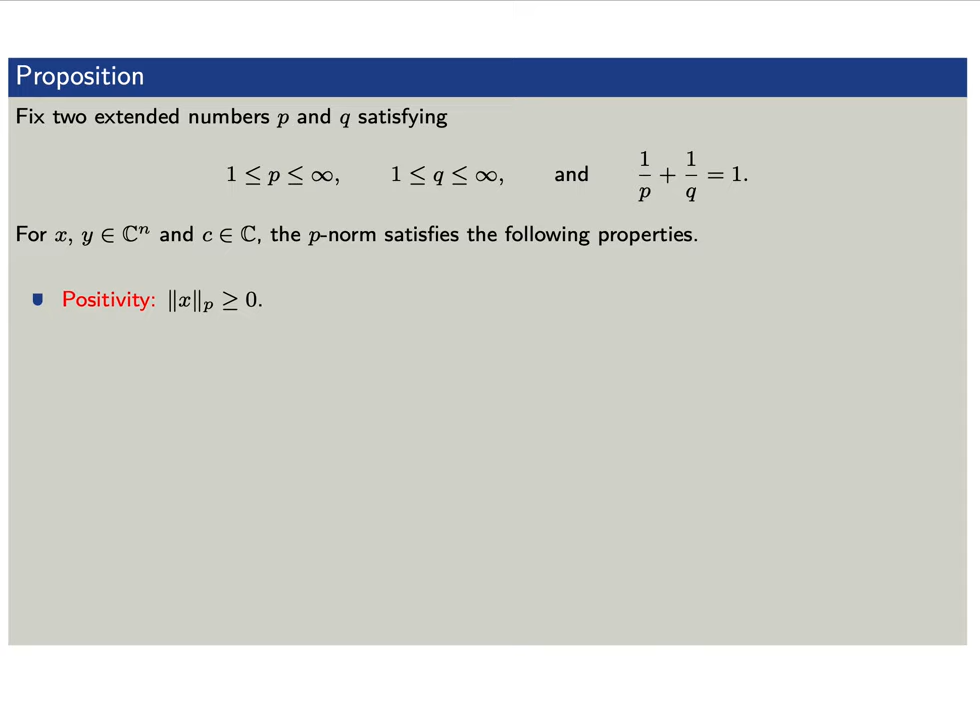 Proposition
Fix two extended numbers p and q satisfying
1 ≤ p ≤ ∞, 1 ≤ q ≤ ∞, and 1/p + 1/q = 1.
For x, y ∈ ℂⁿ and c ∈ ℂ, the p-norm satisfies the following properties.
Positivity: ‖x‖ₚ ≥ 0.